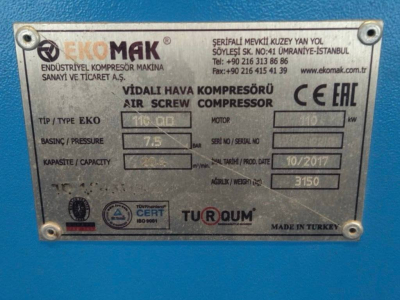 EKOMAK®
ENDÜSTRİYEL KOMPRESÖR MAKİNA
SANAYİ VE TİCARET A.Ş.
ŞERİFALİ MEVKİİ KUZEY YAN YOL
SÖYLEŞİ SK. NO:41 ÜMRANİYE-İSTANBUL
Tel:+90 216 313 86 86
Fax:+90 216 415 41 39
www.ekomak.com.tr
VİDALI HAVA KOMPRESÖRÜ
AIR SCREW COMPRESSOR
CE EAC
TİP / TYPE EKO 110 QD MOTOR 110 kW
BASINÇ / PRESSURE 7,5 BAR SERİ NO / SERIAL
KAPASİTE / CAPACITY İMAL TARİHİ / PROD. DATE 10/2017
AĞIRLIK / WEIGHT 3150
CERT
TURQUM®
MADE IN TURKEY